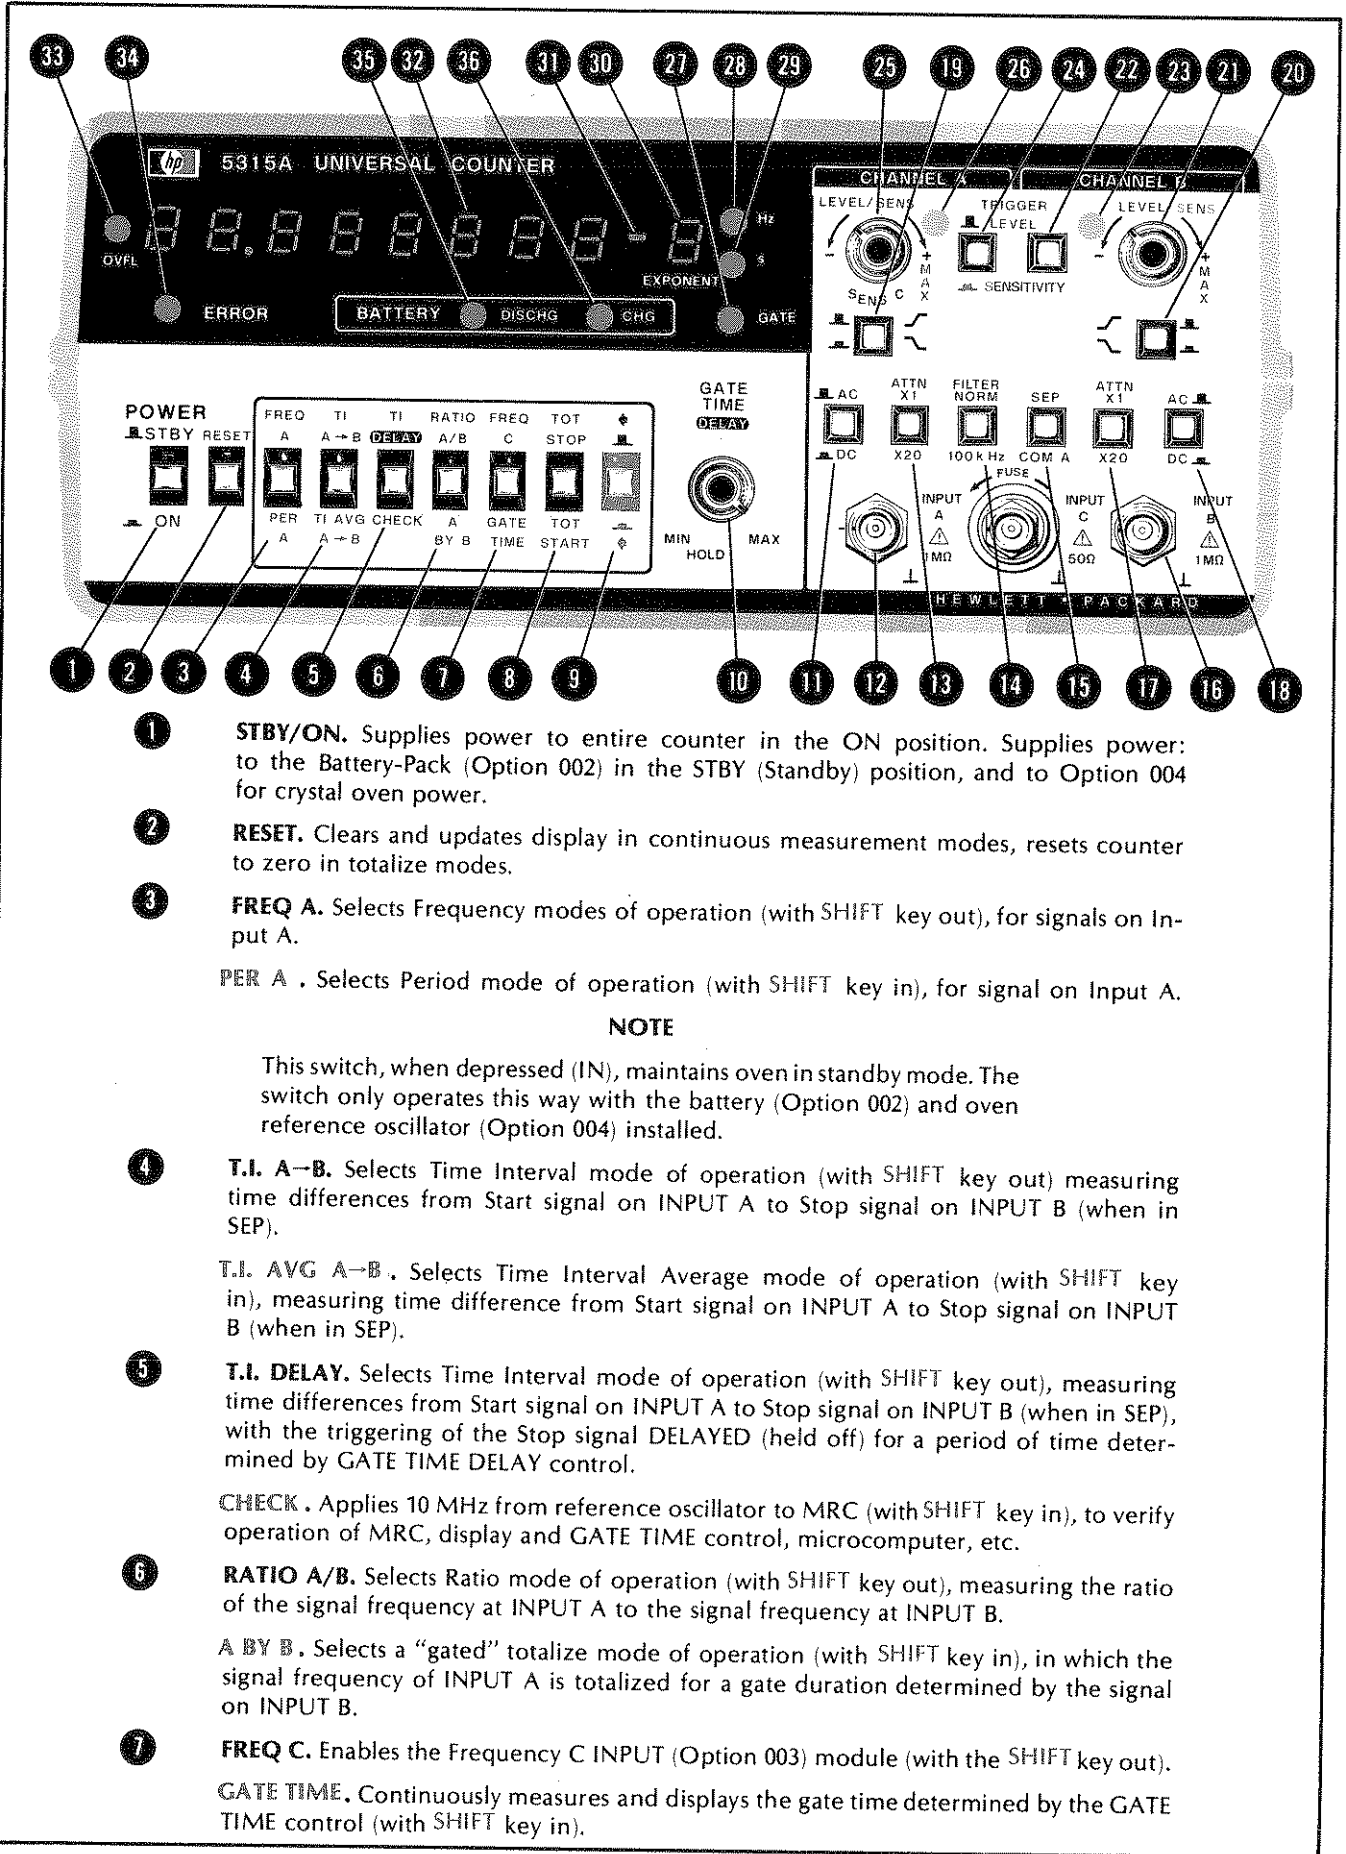 33 34 35 32 36 31 30 27 28 29 25 19 26 24 22 23 21 20
hp 5315A UNIVERSAL COUNTER
CHANNEL A CHANNEL B
LEVEL/SENS TRIGGER LEVEL/SENS
LEVEL
8 8.8 8 8 8 8 8 - 8 Hz
OVFL s
EXPONENT
- + MAX - + MAX
SENS C
SENSITIVITY
ERROR BATTERY DISCHG CHG GATE
POWER
STBY RESET
ON
FREQ TI TI RATIO FREQ TOT
A A→B DELAY A/B C STOP
PER TI AVG CHECK A GATE TOT
A A→B BY B TIME START
GATE
TIME
DELAY
MIN MAX
HOLD
AC ATTN FILTER SEP ATTN AC
X1 NORM X1
DC X20 100 kHz COM A X20 DC
FUSE
INPUT INPUT INPUT
A C B
1MΩ 50Ω 1MΩ
HEWLETT • PACKARD
1 2 3 4 5 6 7 8 9 10 11 12 13 14 15 17 16 18
1 STBY/ON. Supplies power to entire counter in the ON position. Supplies power:
to the Battery-Pack (Option 002) in the STBY (Standby) position, and to Option 004
for crystal oven power.
2 RESET. Clears and updates display in continuous measurement modes, resets counter
to zero in totalize modes.
3 FREQ A. Selects Frequency modes of operation (with SHIFT key out), for signals on In-
put A.
PER A . Selects Period mode of operation (with SHIFT key in), for signal on Input A.
NOTE
This switch, when depressed (IN), maintains oven in standby mode. The
switch only operates this way with the battery (Option 002) and oven
reference oscillator (Option 004) installed.
4 T.I. A→B. Selects Time Interval mode of operation (with SHIFT key out) measuring
time differences from Start signal on INPUT A to Stop signal on INPUT B (when in
SEP).
T.I. AVG A→B . Selects Time Interval Average mode of operation (with SHIFT key
in), measuring time difference from Start signal on INPUT A to Stop signal on INPUT
B (when in SEP).
5 T.I. DELAY. Selects Time Interval mode of operation (with SHIFT key out), measuring
time differences from Start signal on INPUT A to Stop signal on INPUT B (when in SEP),
with the triggering of the Stop signal DELAYED (held off) for a period of time deter-
mined by GATE TIME DELAY control.
CHECK . Applies 10 MHz from reference oscillator to MRC (with SHIFT key in), to verify
operation of MRC, display and GATE TIME control, microcomputer, etc.
6 RATIO A/B. Selects Ratio mode of operation (with SHIFT key out), measuring the ratio
of the signal frequency at INPUT A to the signal frequency at INPUT B.
A BY B . Selects a “gated” totalize mode of operation (with SHIFT key in), in which the
signal frequency of INPUT A is totalized for a gate duration determined by the signal
on INPUT B.
7 FREQ C. Enables the Frequency C INPUT (Option 003) module (with the SHIFT key out).
GATE TIME. Continuously measures and displays the gate time determined by the GATE
TIME control (with SHIFT key in).